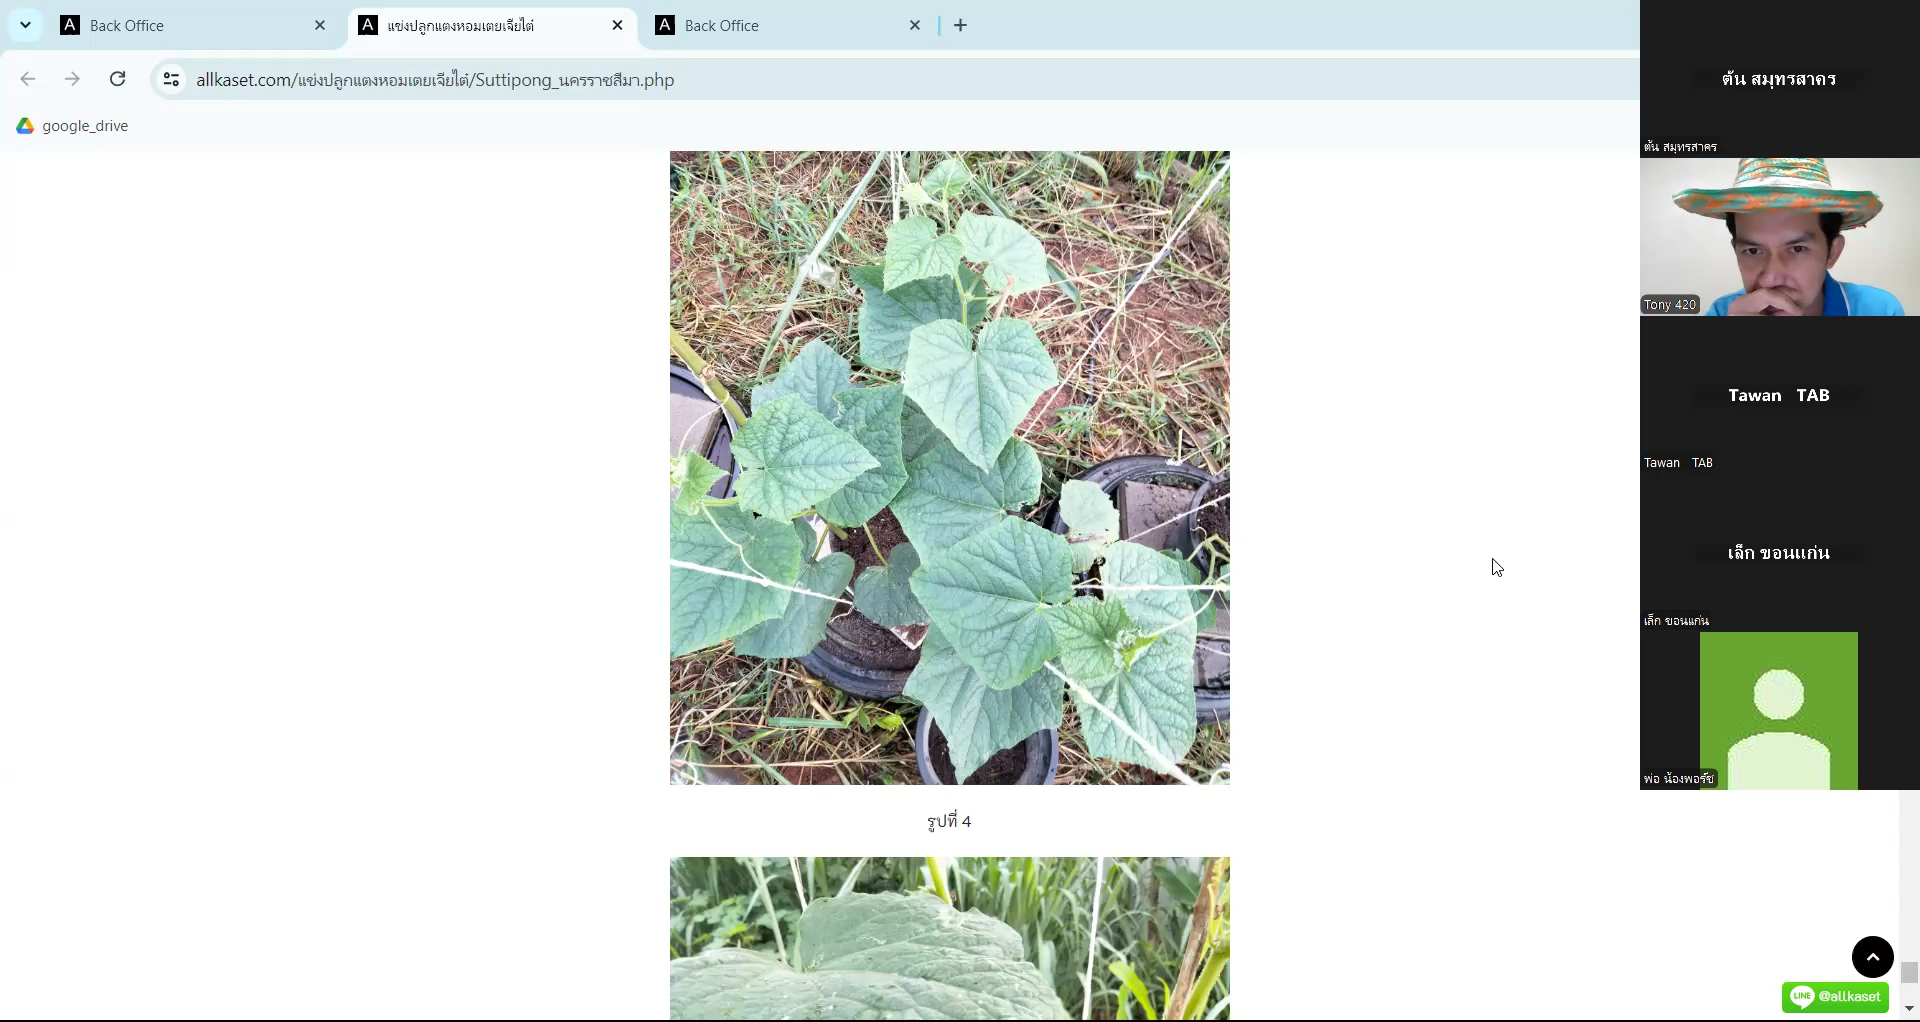 Back Office
แข่งปลูกแตงหอมเตยเจียไต๋
Back Office
allkaset.com/แข่งปลูกแตงหอมเตยเจียไต๋/Suttipong_นครราชสีมา.php
google_drive
ต้น สมุทรสาคร
ต้น สมุทรสาคร
Tony 420
Tawan TAB
Tawan TAB
เล็ก ขอนแก่น
เล็ก ขอนแก่น
พ่อ น้องพอร์ช
รูปที่ 4
LINE @allkaset